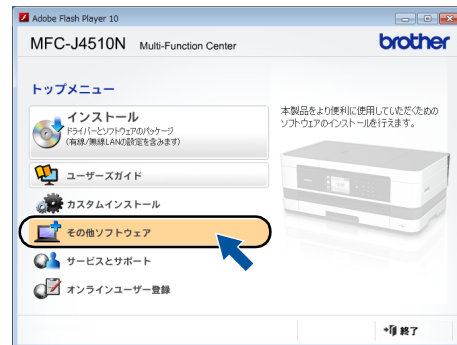 Adobe Flash Player 10
MFC-J4510N Multi-Function Center
brother
トップメニュー
インストール
ドライバーとソフトウェアのパッケージ
(有線/無線LANの設定を含みます)
ユーザーズガイド
カスタムインストール
その他ソフトウェア
サービスとサポート
オンラインユーザー登録
本製品をより便利に使用していただくための
ソフトウェアのインストールを行えます。
終了